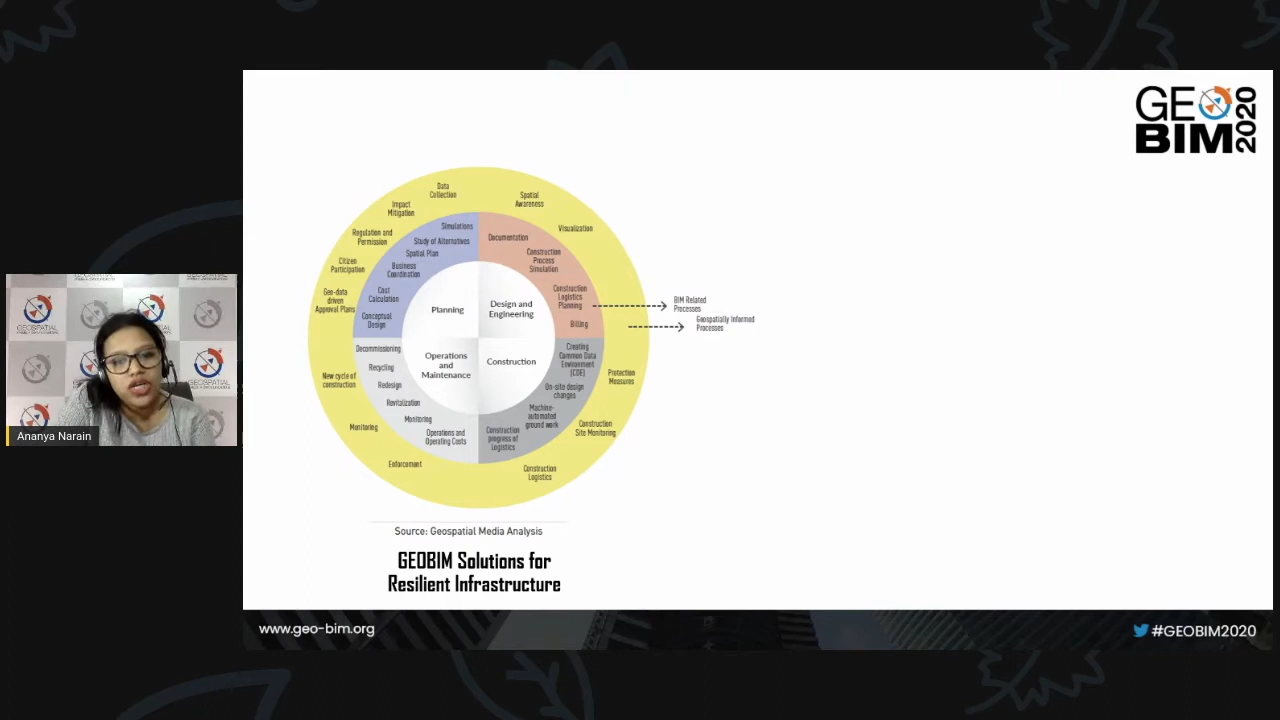 GEO
BIM
2020
Data
Collection
Spatial
Awareness
Impact
Mitigation
Visualization
Regulation and
Permission
Citizen
Participation
Geo-data
driven
Approval Plans
Simulations
Study of Alternatives
Spatial Plan
Business
Coordination
Cost
Calculation
Conceptual
Design
Documentation
Construction
Process
Simulation
Construction
Logistics
Planning
Billing
BIM Related
Processes
Geospatially Informed
Processes
Planning
Design and
Engineering
Operations
and
Maintenance
Construction
Decommissioning
Recycling
Redesign
Revitalization
Monitoring
Operations and
Operating Costs
Creating
Common Data
Environment
(CDE)
On-site design
changes
Machine-
automated
ground work
Construction
progress of
Logistics
New cycle of
construction
Monitoring
Enforcement
Protection
Measures
Construction
Site Monitoring
Construction
Logistics
Source: Geospatial Media Analysis
GEOBIM Solutions for
Resilient Infrastructure
www.geo-bim.org
#GEOBIM2020
GEOSPATIAL
GEOSPATIAL
Ananya Narain